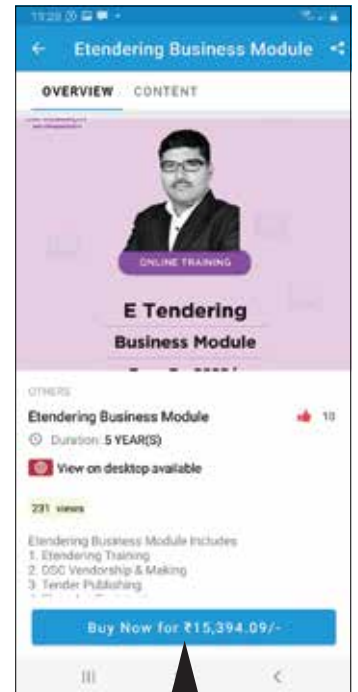 Etendering Business Module
OVERVIEW CONTENT
ONLINE TRAINING
E Tendering
Business Module
OTHERS
Etendering Business Module 10
Duration: 5 YEAR(S)
View on desktop available
231 views
Etendering Business Module Includes
1. Etendering Training
2. DSC Vendorship & Making
3. Tender Publishing
Buy Now for ₹15,394.09/-